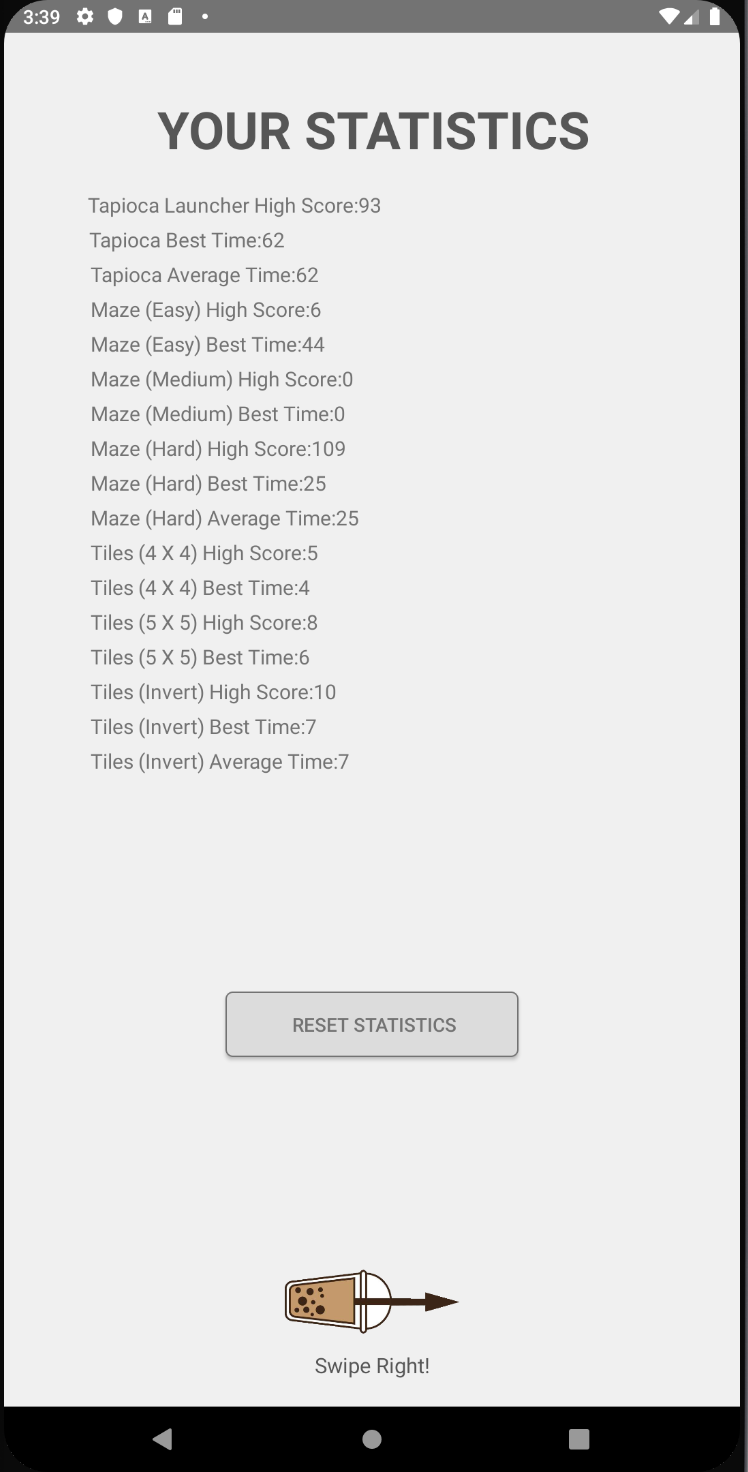 3:39
YOUR STATISTICS
Tapioca Launcher High Score:93
Tapioca Best Time:62
Tapioca Average Time:62
Maze (Easy) High Score:6
Maze (Easy) Best Time:44
Maze (Medium) High Score:0
Maze (Medium) Best Time:0
Maze (Hard) High Score:109
Maze (Hard) Best Time:25
Maze (Hard) Average Time:25
Tiles (4 X 4) High Score:5
Tiles (4 X 4) Best Time:4
Tiles (5 X 5) High Score:8
Tiles (5 X 5) Best Time:6
Tiles (Invert) High Score:10
Tiles (Invert) Best Time:7
Tiles (Invert) Average Time:7
RESET STATISTICS
Swipe Right!